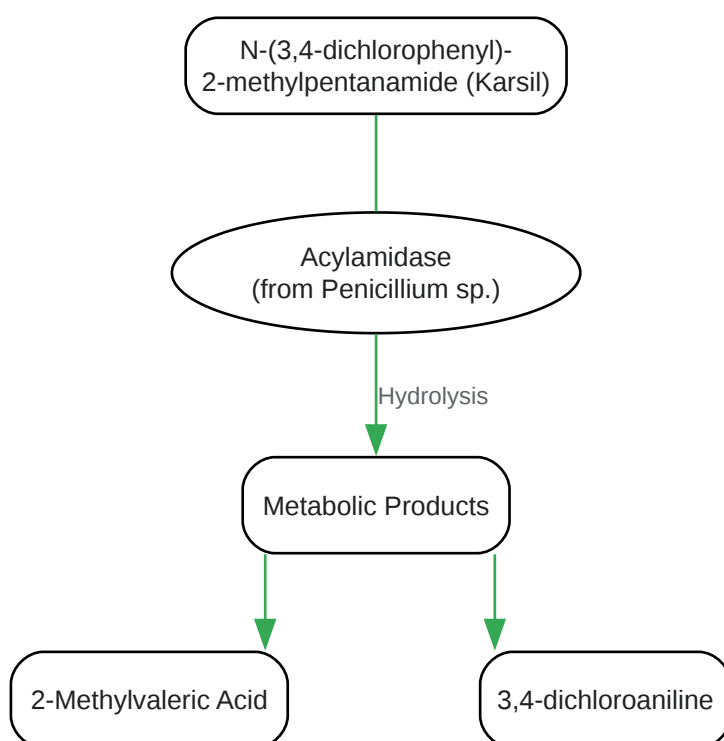 N-(3,4-dichlorophenyl)-
2-methylpentanamide (Karsil)
Acylamidase
(from Penicillium sp.)
Hydrolysis
Metabolic Products
2-Methylvaleric Acid
3,4-dichloroaniline